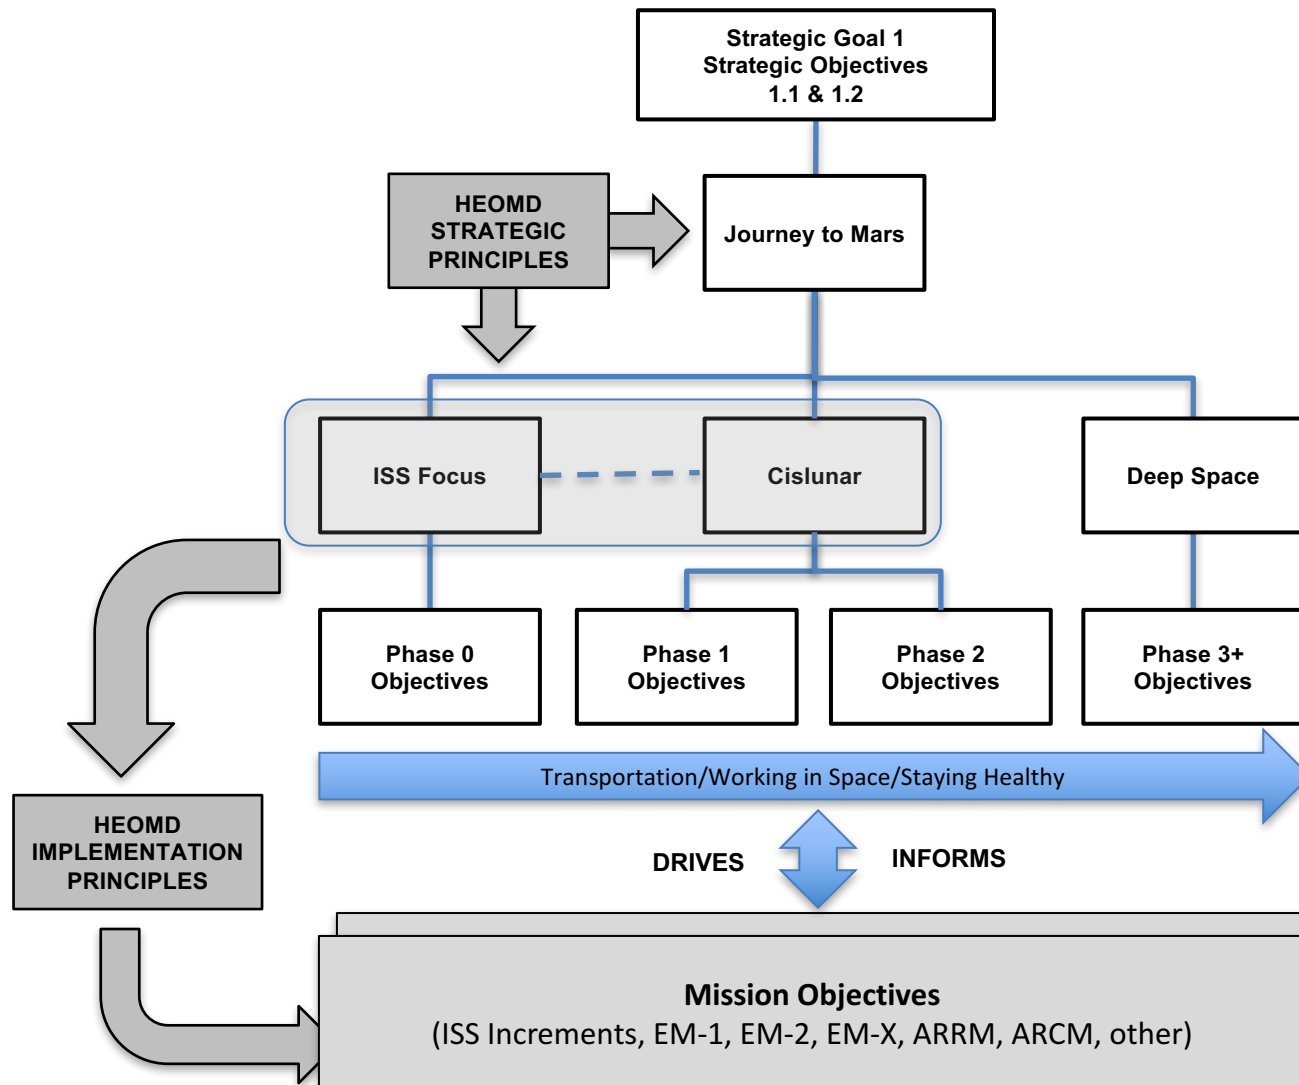 Strategic Goal 1
Strategic Objectives
1.1 & 1.2
HEOMD
STRATEGIC
PRINCIPLES
Journey to Mars
ISS Focus
Cislunar
Deep Space
Phase 0
Objectives
Phase 1
Objectives
Phase 2
Objectives
Phase 3+
Objectives
Transportation/Working in Space/Staying Healthy
HEOMD
IMPLEMENTATION
PRINCIPLES
DRIVES
INFORMS
Mission Objectives
(ISS Increments, EM-1, EM-2, EM-X, ARRM, ARCM, other)